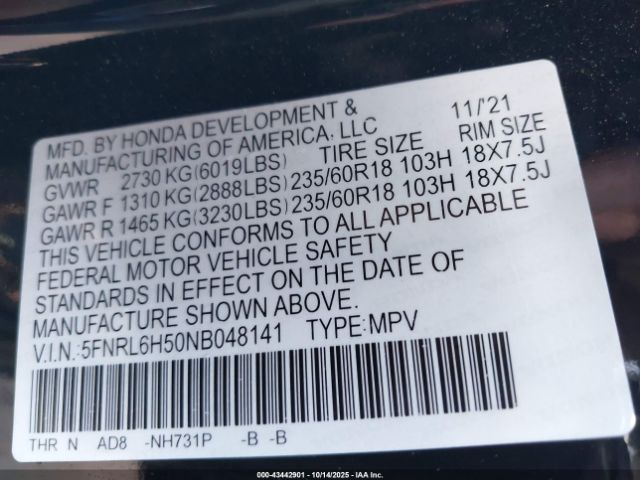 MFD. BY HONDA DEVELOPMENT & 11/'21
MANUFACTURING OF AMERICA, LLC
GVWR 2730 KG(6019LBS) TIRE SIZE RIM SIZE
GAWR F 1310 KG(2888LBS) 235/60R18 103H 18X7.5J
GAWR R 1465 KG(3230LBS) 235/60R18 103H 18X7.5J
THIS VEHICLE CONFORMS TO ALL APPLICABLE
FEDERAL MOTOR VEHICLE SAFETY
STANDARDS IN EFFECT ON THE DATE OF
MANUFACTURE SHOWN ABOVE.
V.I.N.:5FNRL6H50NB048141 TYPE:MPV
THR N AD8 -NH731P -B -B
000-43442901 - 10/14/2025 - IAA Inc.